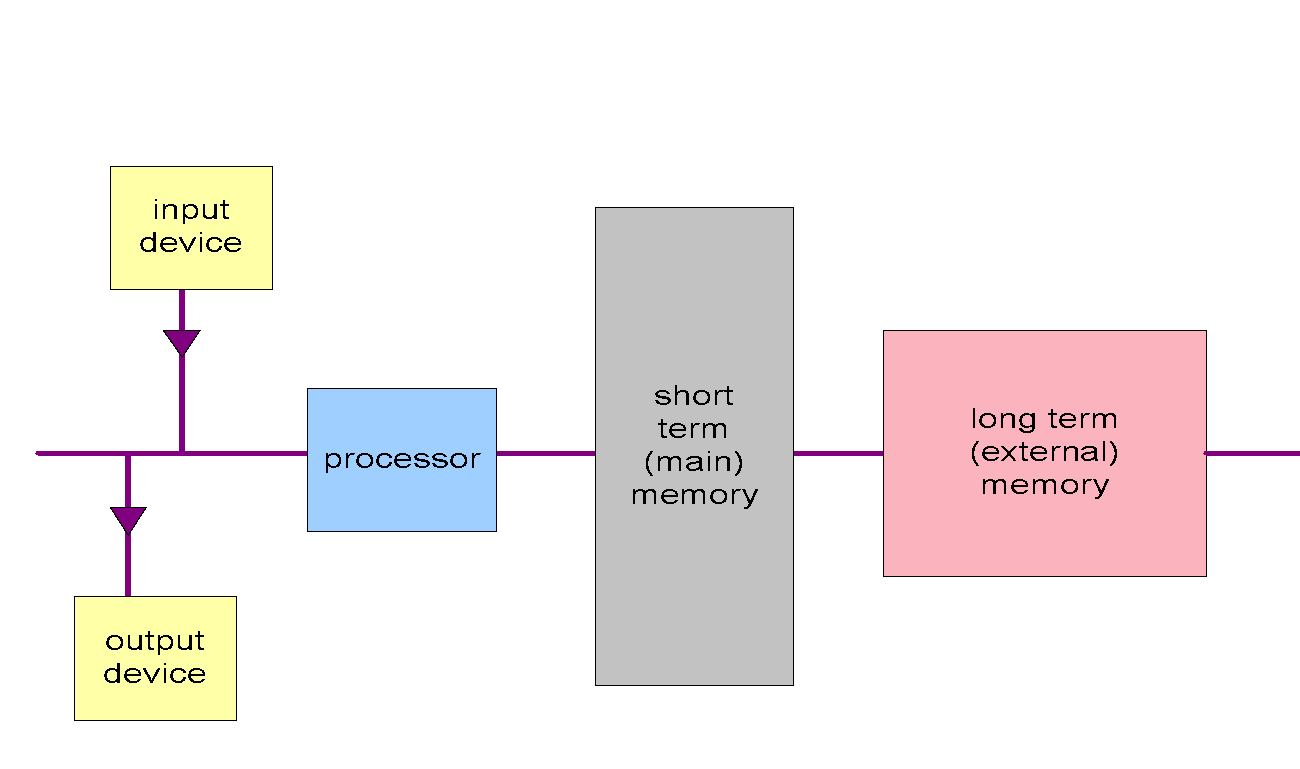 input
device
processor
short
term
(main)
memory
long term
(external)
memory
output
device